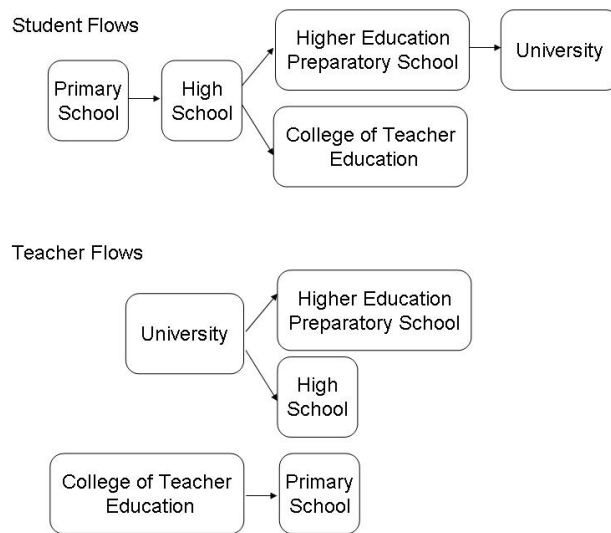 Student Flows
Primary
School
High
School
Higher Education
Preparatory School
University
College of Teacher
Education
Teacher Flows
University
Higher Education
Preparatory School
High
School
College of Teacher
Education
Primary
School